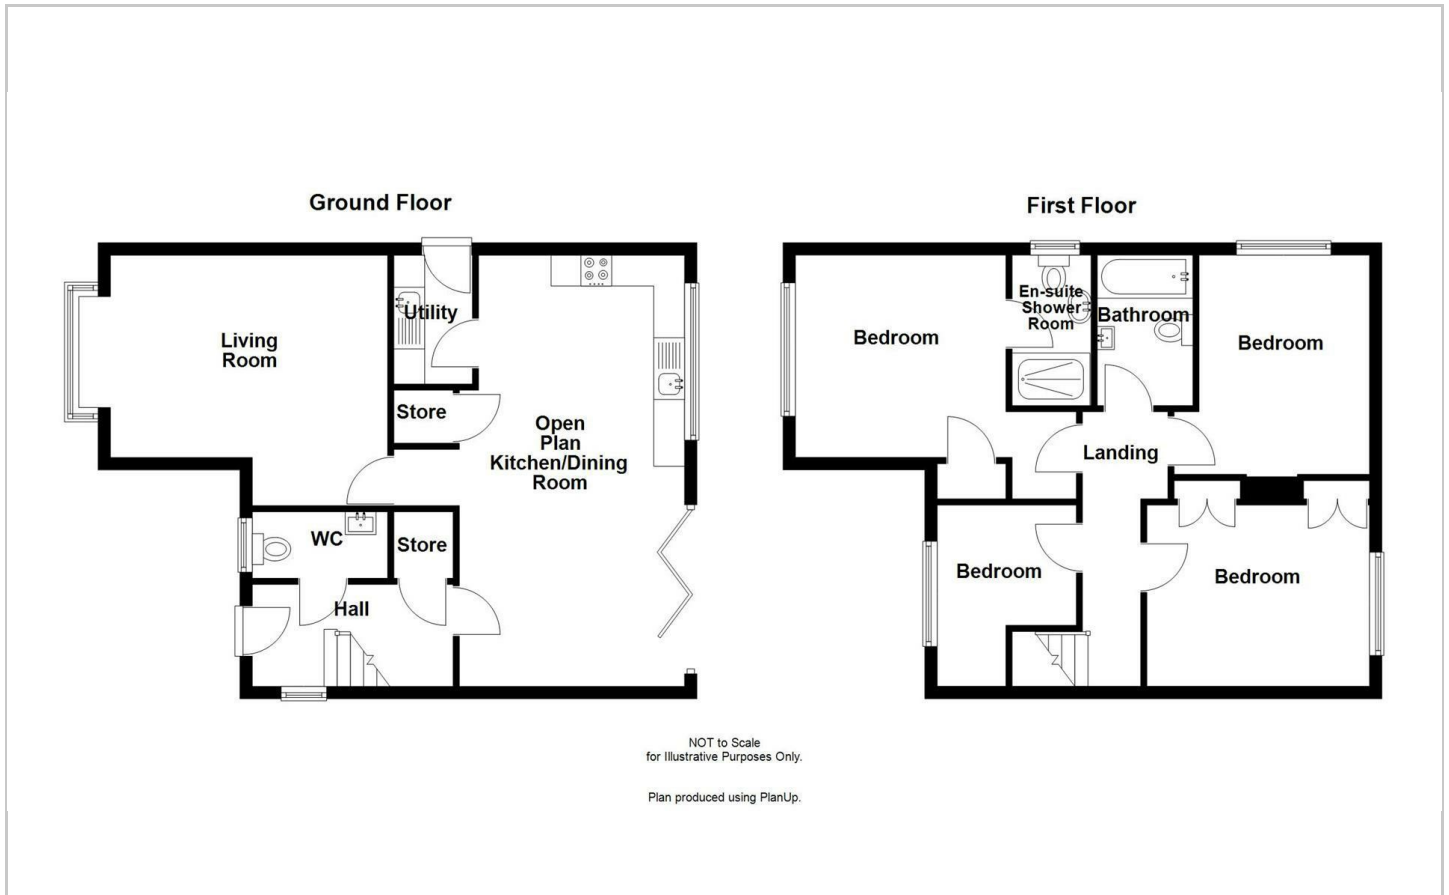 Ground Floor
Living
Room
Utility
Store
Open
Plan
Kitchen/Dining
Room
WC
Store
Hall
First Floor
Bedroom
En-suite
Shower
Room
Bathroom
Bedroom
Landing
Bedroom
Bedroom
NOT to Scale
for Illustrative Purposes Only.
Plan produced using PlanUp.